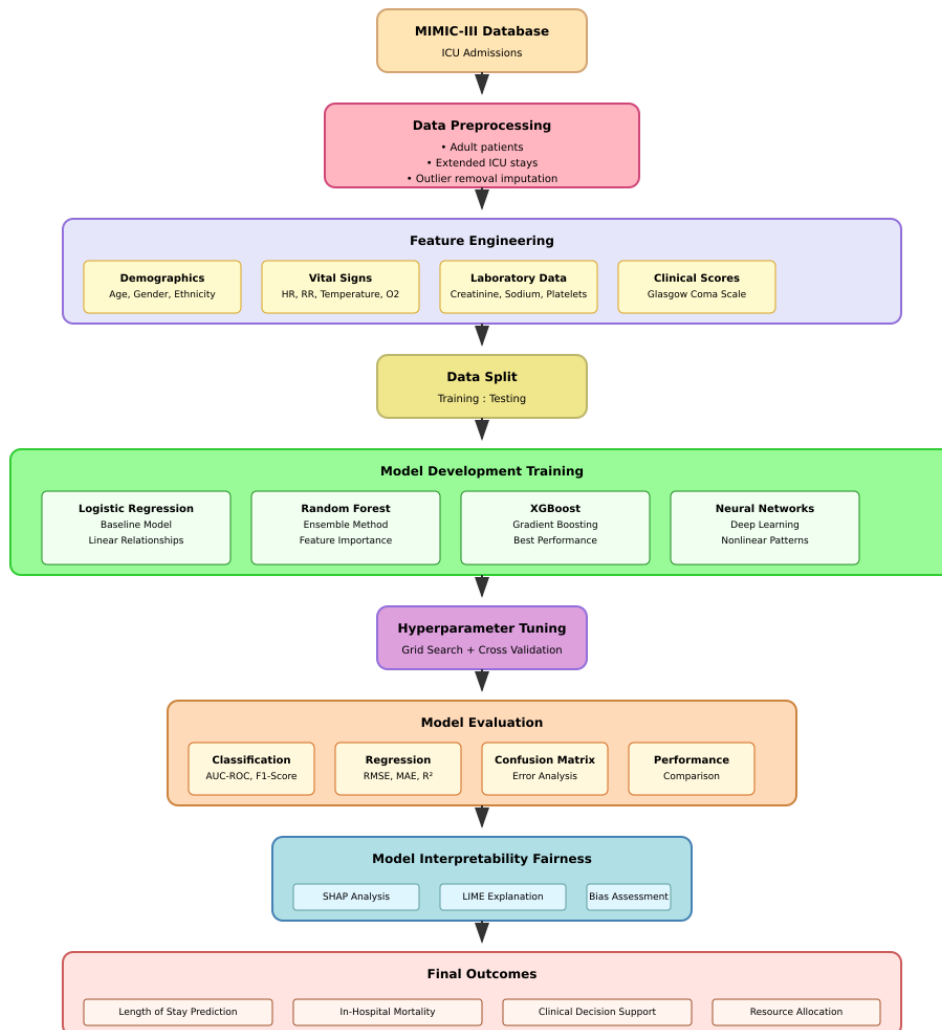 MIMIC-III Database
ICU Admissions
Data Preprocessing
• Adult patients
• Extended ICU stays
• Outlier removal imputation
Feature Engineering
Demographics
Age, Gender, Ethnicity
Vital Signs
HR, RR, Temperature, O2
Laboratory Data
Creatinine, Sodium, Platelets
Clinical Scores
Glasgow Coma Scale
Data Split
Training : Testing
Model Development Training
Logistic Regression
Baseline Model
Linear Relationships
Random Forest
Ensemble Method
Feature Importance
XGBoost
Gradient Boosting
Best Performance
Neural Networks
Deep Learning
Nonlinear Patterns
Hyperparameter Tuning
Grid Search + Cross Validation
Model Evaluation
Classification
AUC-ROC, F1-Score
Regression
RMSE, MAE, R²
Confusion Matrix
Error Analysis
Performance
Comparison
Model Interpretability Fairness
SHAP Analysis
LIME Explanation
Bias Assessment
Final Outcomes
Length of Stay Prediction
In-Hospital Mortality
Clinical Decision Support
Resource Allocation